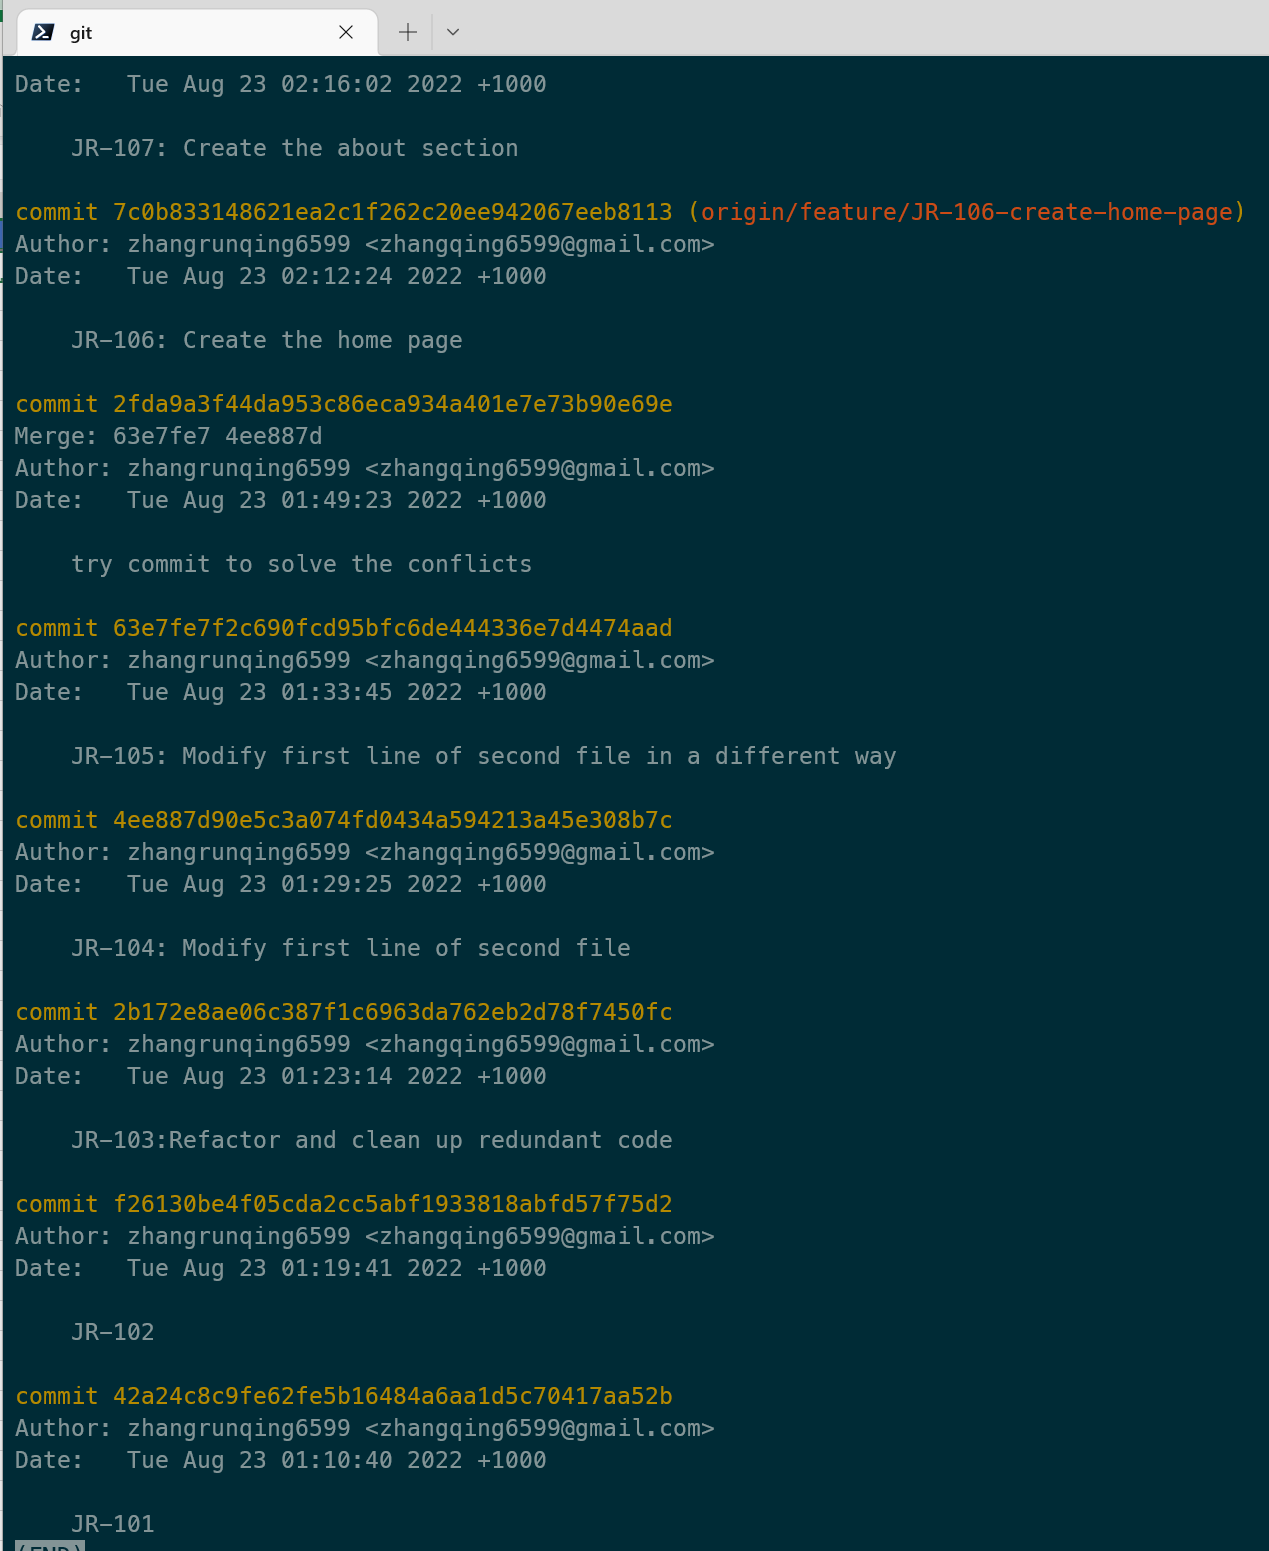 git
Date:   Tue Aug 23 02:16:02 2022 +1000
JR-107: Create the about section
commit 7c0b833148621ea2c1f262c20ee942067eeb8113 (origin/feature/JR-106-create-home-page)
Author: zhangrunqing6599 <zhangqing6599@gmail.com>
Date:   Tue Aug 23 02:12:24 2022 +1000
JR-106: Create the home page
commit 2fda9a3f44da953c86eca934a401e7e73b90e69e
Merge: 63e7fe7 4ee887d
Author: zhangrunqing6599 <zhangqing6599@gmail.com>
Date:   Tue Aug 23 01:49:23 2022 +1000
try commit to solve the conflicts
commit 63e7fe7f2c690fcd95bfc6de444336e7d4474aad
Author: zhangrunqing6599 <zhangqing6599@gmail.com>
Date:   Tue Aug 23 01:33:45 2022 +1000
JR-105: Modify first line of second file in a different way
commit 4ee887d90e5c3a074fd0434a594213a45e308b7c
Author: zhangrunqing6599 <zhangqing6599@gmail.com>
Date:   Tue Aug 23 01:29:25 2022 +1000
JR-104: Modify first line of second file
commit 2b172e8ae06c387f1c6963da762eb2d78f7450fc
Author: zhangrunqing6599 <zhangqing6599@gmail.com>
Date:   Tue Aug 23 01:23:14 2022 +1000
JR-103:Refactor and clean up redundant code
commit f26130be4f05cda2cc5abf1933818abfd57f75d2
Author: zhangrunqing6599 <zhangqing6599@gmail.com>
Date:   Tue Aug 23 01:19:41 2022 +1000
JR-102
commit 42a24c8c9fe62fe5b16484a6aa1d5c70417aa52b
Author: zhangrunqing6599 <zhangqing6599@gmail.com>
Date:   Tue Aug 23 01:10:40 2022 +1000
JR-101
(END)